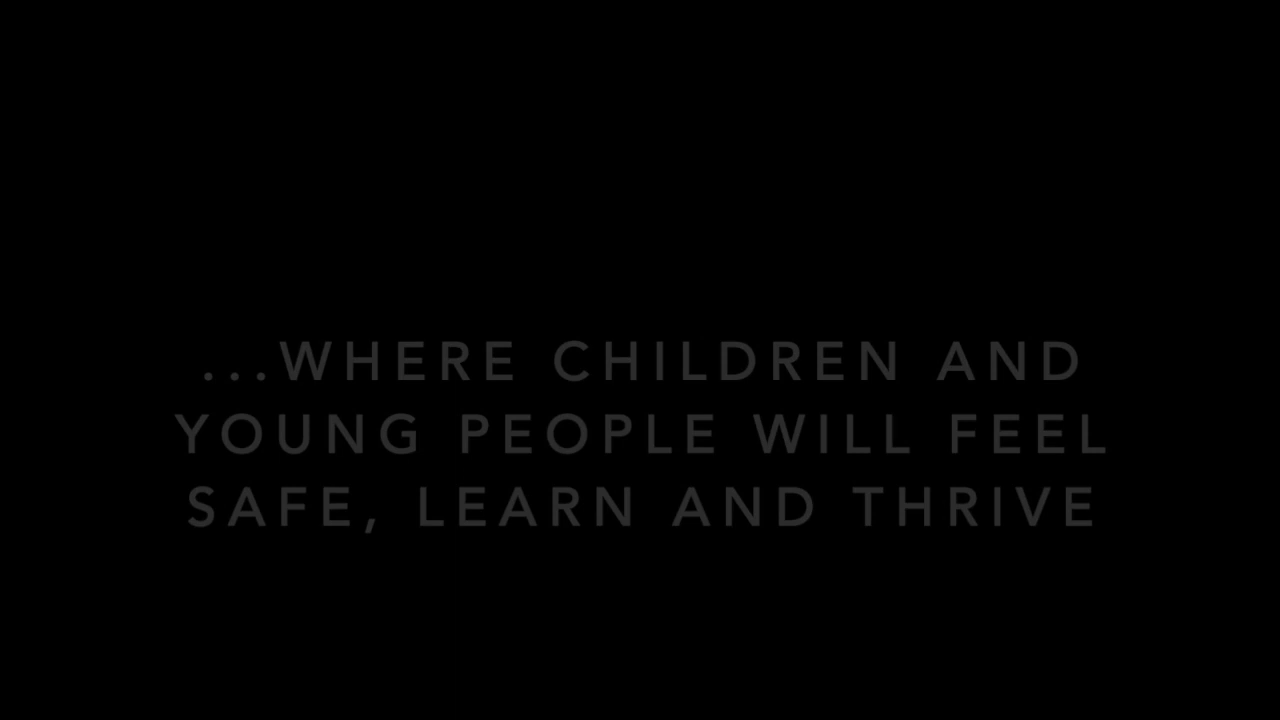 ...WHERE CHILDREN AND
YOUNG PEOPLE WILL FEEL
SAFE, LEARN AND THRIVE